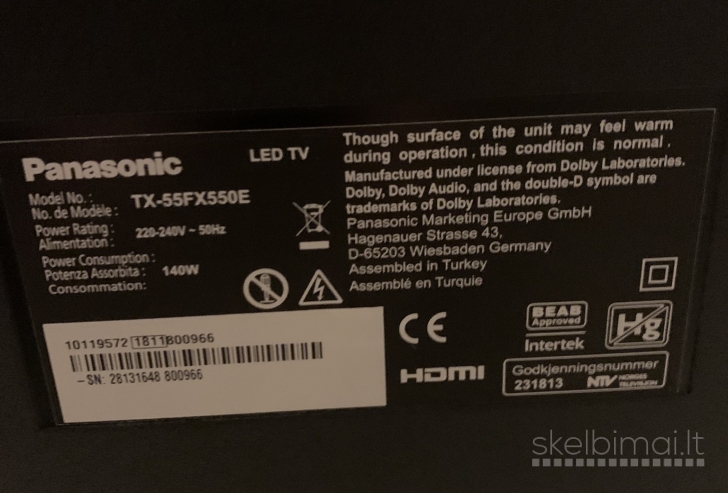 Panasonic
LED TV
Model No.:
No. de Modèle:
TX-55FX550E
Power Rating:
Alimentation:
220-240V ~ 50Hz
Power Consumption:
Potenza Assorbita:
Consommation:
140W
Though surface of the unit may feel warm
during operation, this condition is normal.
Manufactured under license from Dolby Laboratories.
Dolby, Dolby Audio, and the double-D symbol are
trademarks of Dolby Laboratories.
Panasonic Marketing Europe GmbH
Hagenauer Strasse 43,
D-65203 Wiesbaden Germany
Assembled in Turkey
Assemblé en Turquie
10119572 1811800966
-SN: 28131648 800966
CE
HDMI
BEAB
Approved
Intertek
Hg
Godkjenningsnummer
231813 NTV NORGES
TELEVISJON
skelbimai.lt